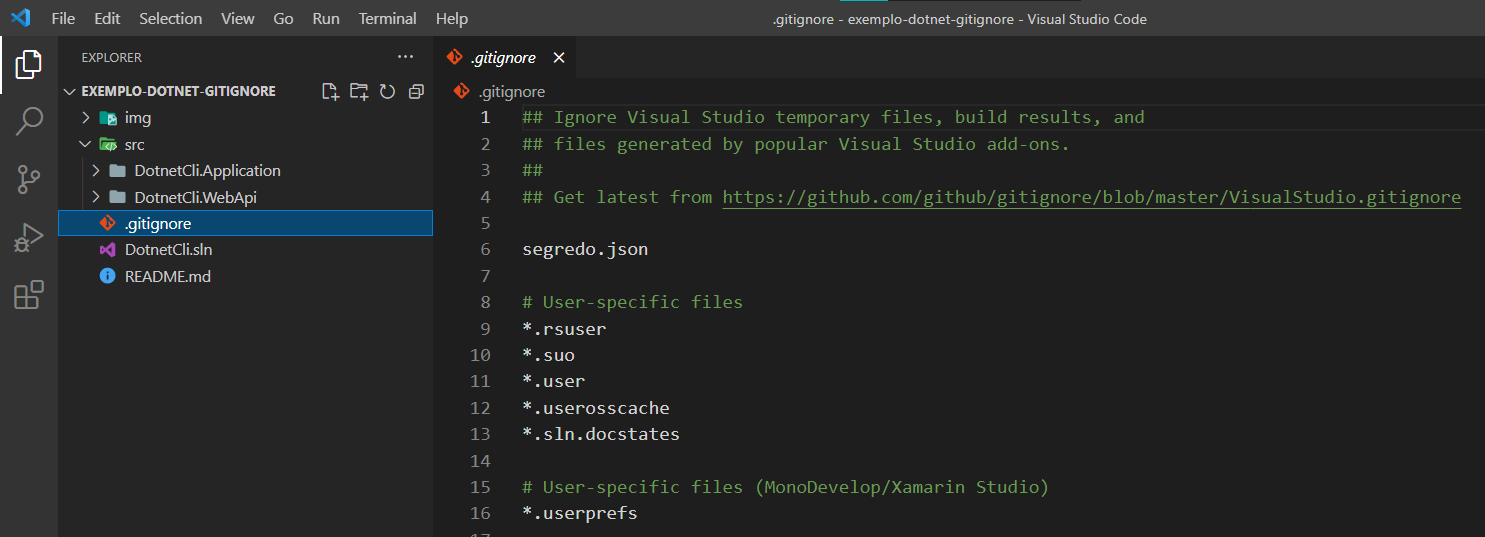 File Edit Selection View Go Run Terminal Help
.gitignore - exemplo-dotnet-gitignore - Visual Studio Code
EXPLORER
EXEMPLO-DOTNET-GITIGNORE
img
src
DotnetCli.Application
DotnetCli.WebApi
.gitignore
DotnetCli.sln
README.md
.gitignore
.gitignore
1 ## Ignore Visual Studio temporary files, build results, and
2 ## files generated by popular Visual Studio add-ons.
3 ##
4 ## Get latest from https://github.com/github/gitignore/blob/master/VisualStudio.gitignore
5
6 segredo.json
7
8 # User-specific files
9 *.rsuser
10 *.suo
11 *.user
12 *.userosscache
13 *.sln.docstates
14
15 # User-specific files (MonoDevelop/Xamarin Studio)
16 *.userprefs